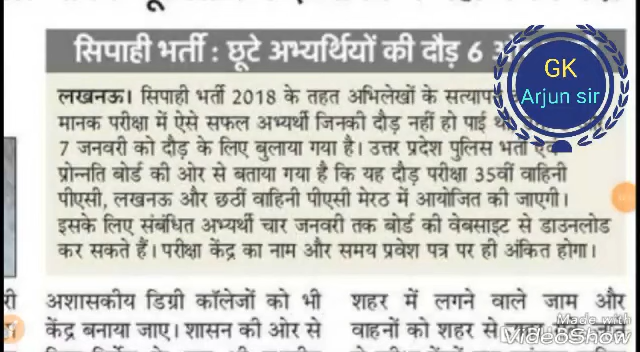 सिपाही भर्ती : छूटे अभ्यर्थियों की दौड़ 6
GK
Arjun sir
लखनऊ। सिपाही भर्ती 2018 के तहत अभिलेखों के
मानक परीक्षा में ऐसे सफल अभ्यर्थी जिनकी दौड़ नहीं हो पाई
7 जनवरी को दौड़ के लिए बुलाया गया है। उत्तर प्रदेश पुलिस भर्ती एवं
प्रोन्नति बोर्ड की ओर से बताया गया है कि यह दौड़ परीक्षा 35वीं वाहिनी
पीएसी, लखनऊ और छठीं वाहिनी पीएसी मेरठ में आयोजित की जाएगी।
इसके लिए संबंधित अभ्यर्थी चार जनवरी तक बोर्ड की वेबसाइट से डाउनलोड
कर सकते हैं। परीक्षा केंद्र का नाम और समय प्रवेश पत्र पर ही अंकित होगा।
री
अशासकीय डिग्री कॉलेजों को भी
केंद्र बनाया जाए। शासन की ओर से
शहर में लगने वाले जाम और
वाहनों को शहर से
Made with
VideoShow